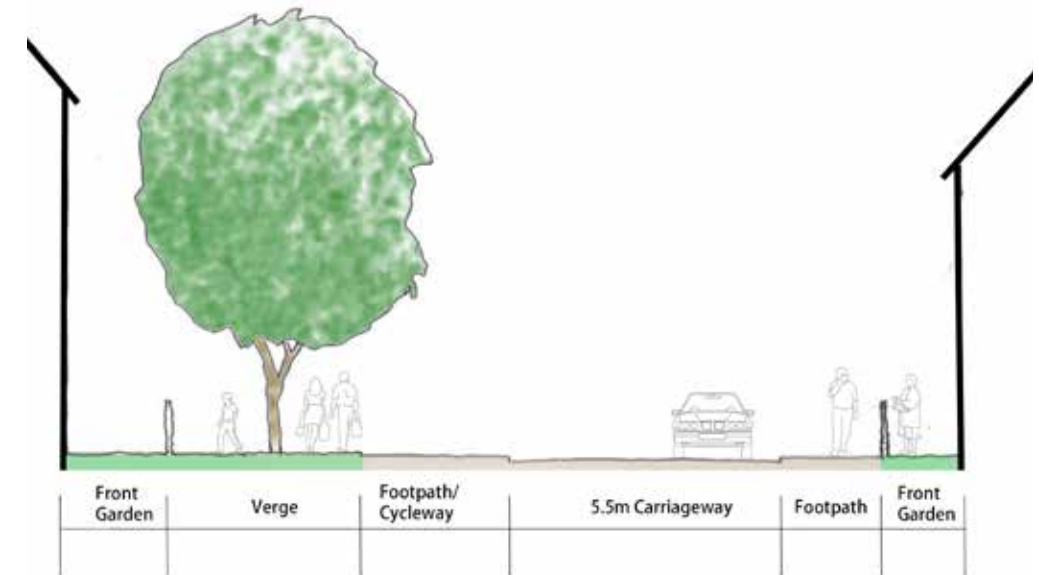 Front
Garden
Verge
Footpath/
Cycleway
5.5m Carriageway
Footpath
Front
Garden